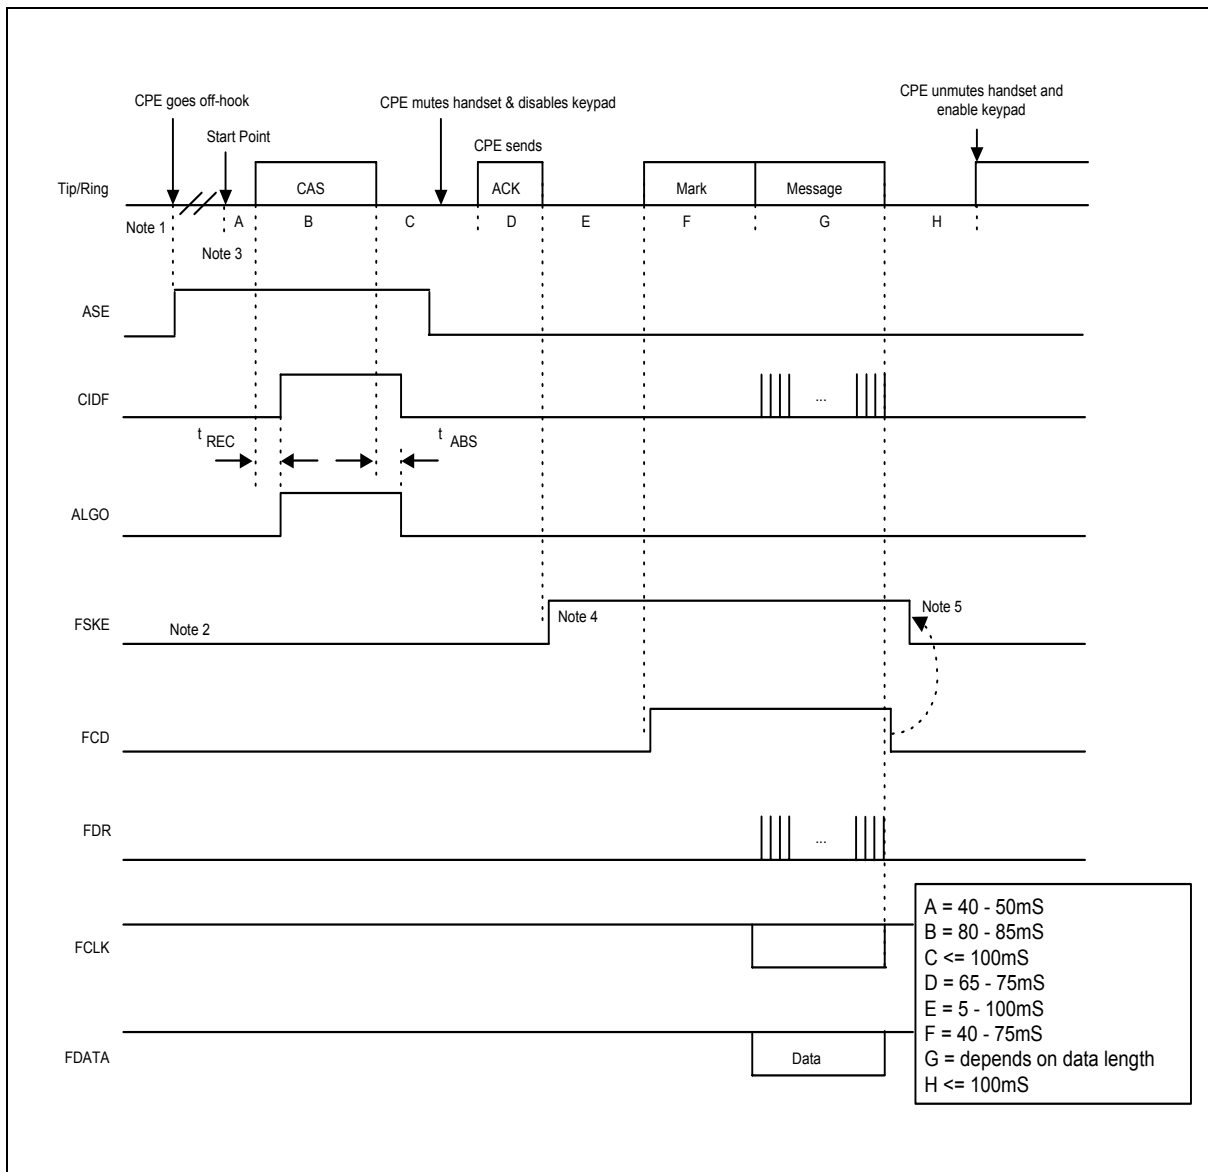 CPE goes off-hook
Start Point
CPE mutes handset & disables keypad
CPE sends
CPE unmutes handset and
enable keypad
Tip/Ring
CAS
ACK
Mark
Message
Note 1
A
B
C
D
E
F
G
H
Note 3
ASE
CIDF
...
t REC
t ABS
ALGO
FSKE
Note 2
Note 4
Note 5
FCD
FDR
...
FCLK
FDATA
Data
A = 40 - 50mS
B = 80 - 85mS
C <= 100mS
D = 65 - 75mS
E = 5 - 100mS
F = 40 - 75mS
G = depends on data length
H <= 100mS